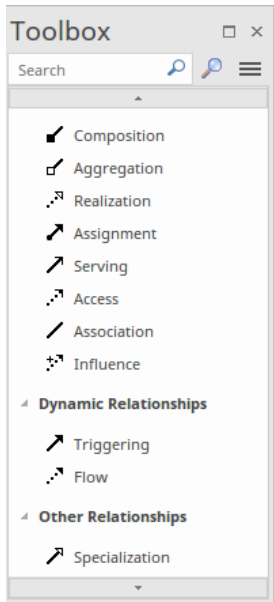 Toolbox
Search
Composition
Aggregation
Realization
Assignment
Serving
Access
Association
Influence
Dynamic Relationships
Triggering
Flow
Other Relationships
Specialization